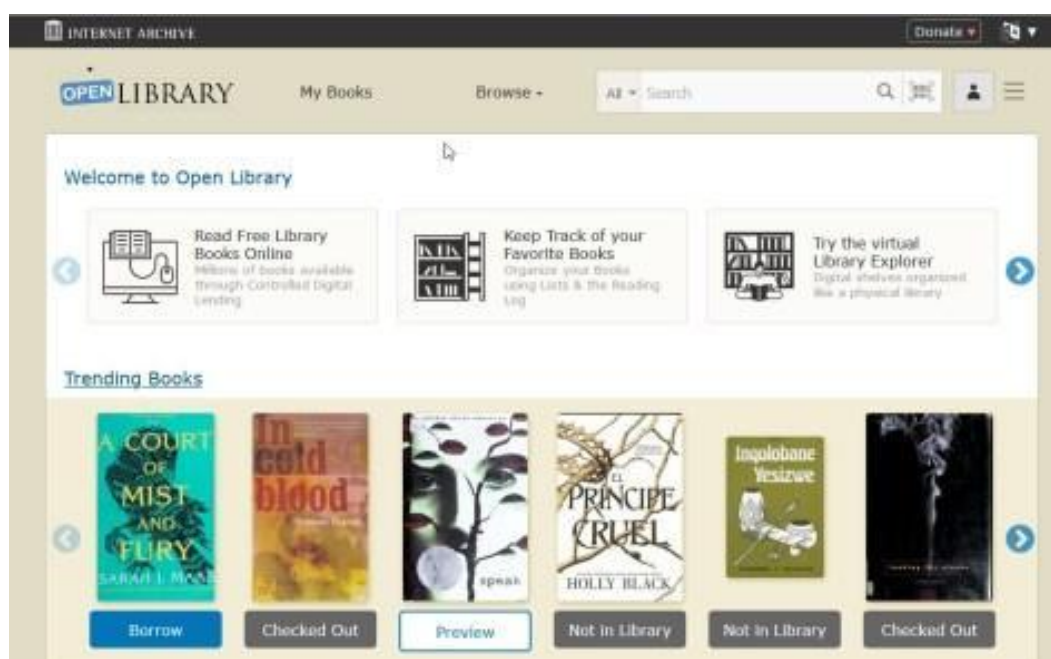 INTERNET ARCHIVE
Donate ♥
OPEN LIBRARY
My Books
Browse
All
Search
Welcome to Open Library
Read Free Library
Books Online
Millions of books available
through Controlled Digital
Lending
Keep Track of your
Favorite Books
Organize your Books
using Lists & the Reading
Log
Try the virtual
Library Explorer
Digital shelves organized
like a physical library
Trending Books
A COURT
OF
MIST
AND
FURY
SARAH J. MAAS
In
cold
blood
speak
EL
PRÍNCIPE
CRUEL
HOLLY BLACK
Inqolobane
Yesizwe
Borrow
Checked Out
Preview
Not in Library
Not in Library
Checked Out